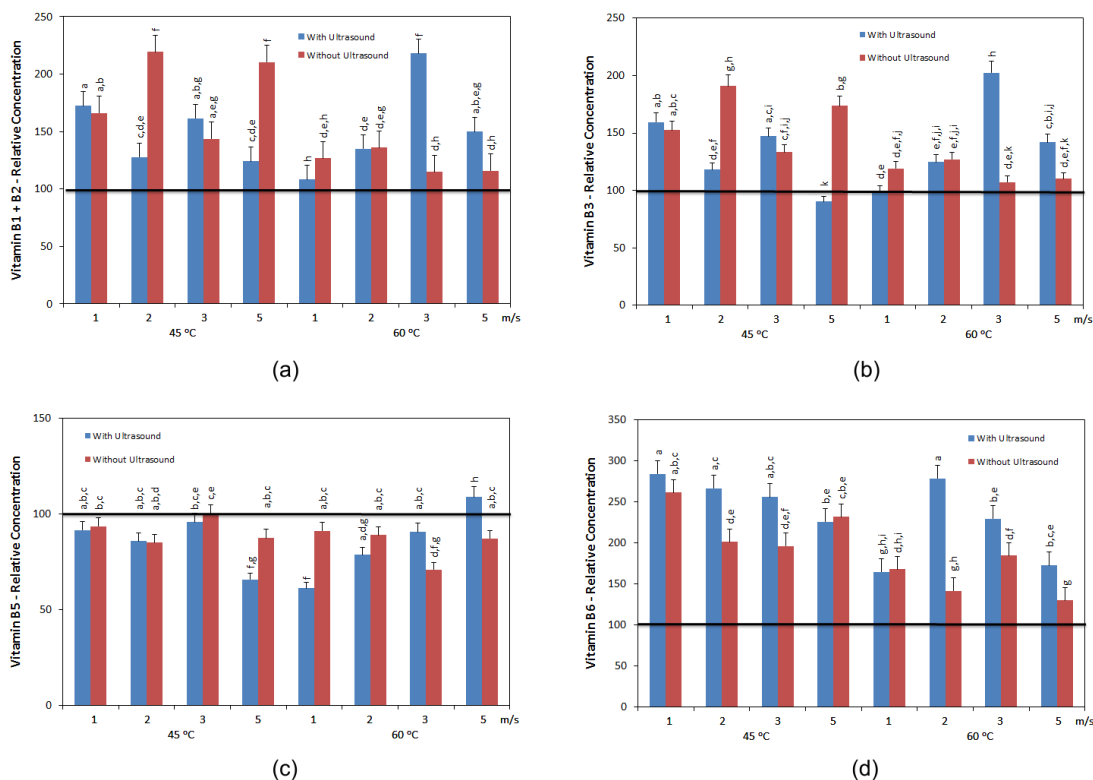 250
200
150
100
50
0
Vitamin B1 + B2 - Relative Concentration
With Ultrasound
Without Ultrasound
a
a,b
c,d,e
f
a,b,g
a,e,g
c,d,e
f
h
d,e,h
d,e
d,e,g
f
d,h
a,b,e,g
d,h
1 2 3 5 1 2 3 5 m/s
45 ºC 60 ºC
(a)
250
200
150
100
50
0
Vitamin B3 - Relative Concentration
With Ultrasound
Without Ultrasound
a,b
a,b,c
d,e,f
g,h
a,c,i
c,f,i,j
k
b,g
d,e
d,e,f,j
e,f,j,i
e,f,j,i
h
d,e,k
c,b,i,j
d,e,f,k
1 2 3 5 1 2 3 5 m/s
45 ºC 60 ºC
(b)
150
100
50
0
Vitamin B5 - Relative Concentration
With Ultrasound
Without Ultrasound
a,b,c
b,c
a,b,c
a,b,d
b,c,e
c,e
f,g
a,b,c
f
a,b,c
a,d,g
a,b,c
a,b,c
d,f,g
h
a,b,c
1 2 3 5 1 2 3 5 m/s
45 ºC 60 ºC
(c)
350
300
250
200
150
100
50
0
Vitamin B6 - Relative Concentration
With Ultrasound
Without Ultrasound
a
a,b,c
a,c
d,e
a,b,c
d,e,f
b,e
c,b,e
g,h,i
d,h,i
a
g,h
b,e
d,f
b,c,e
g
1 2 3 5 1 2 3 5 m/s
45 ºC 60 ºC
(d)